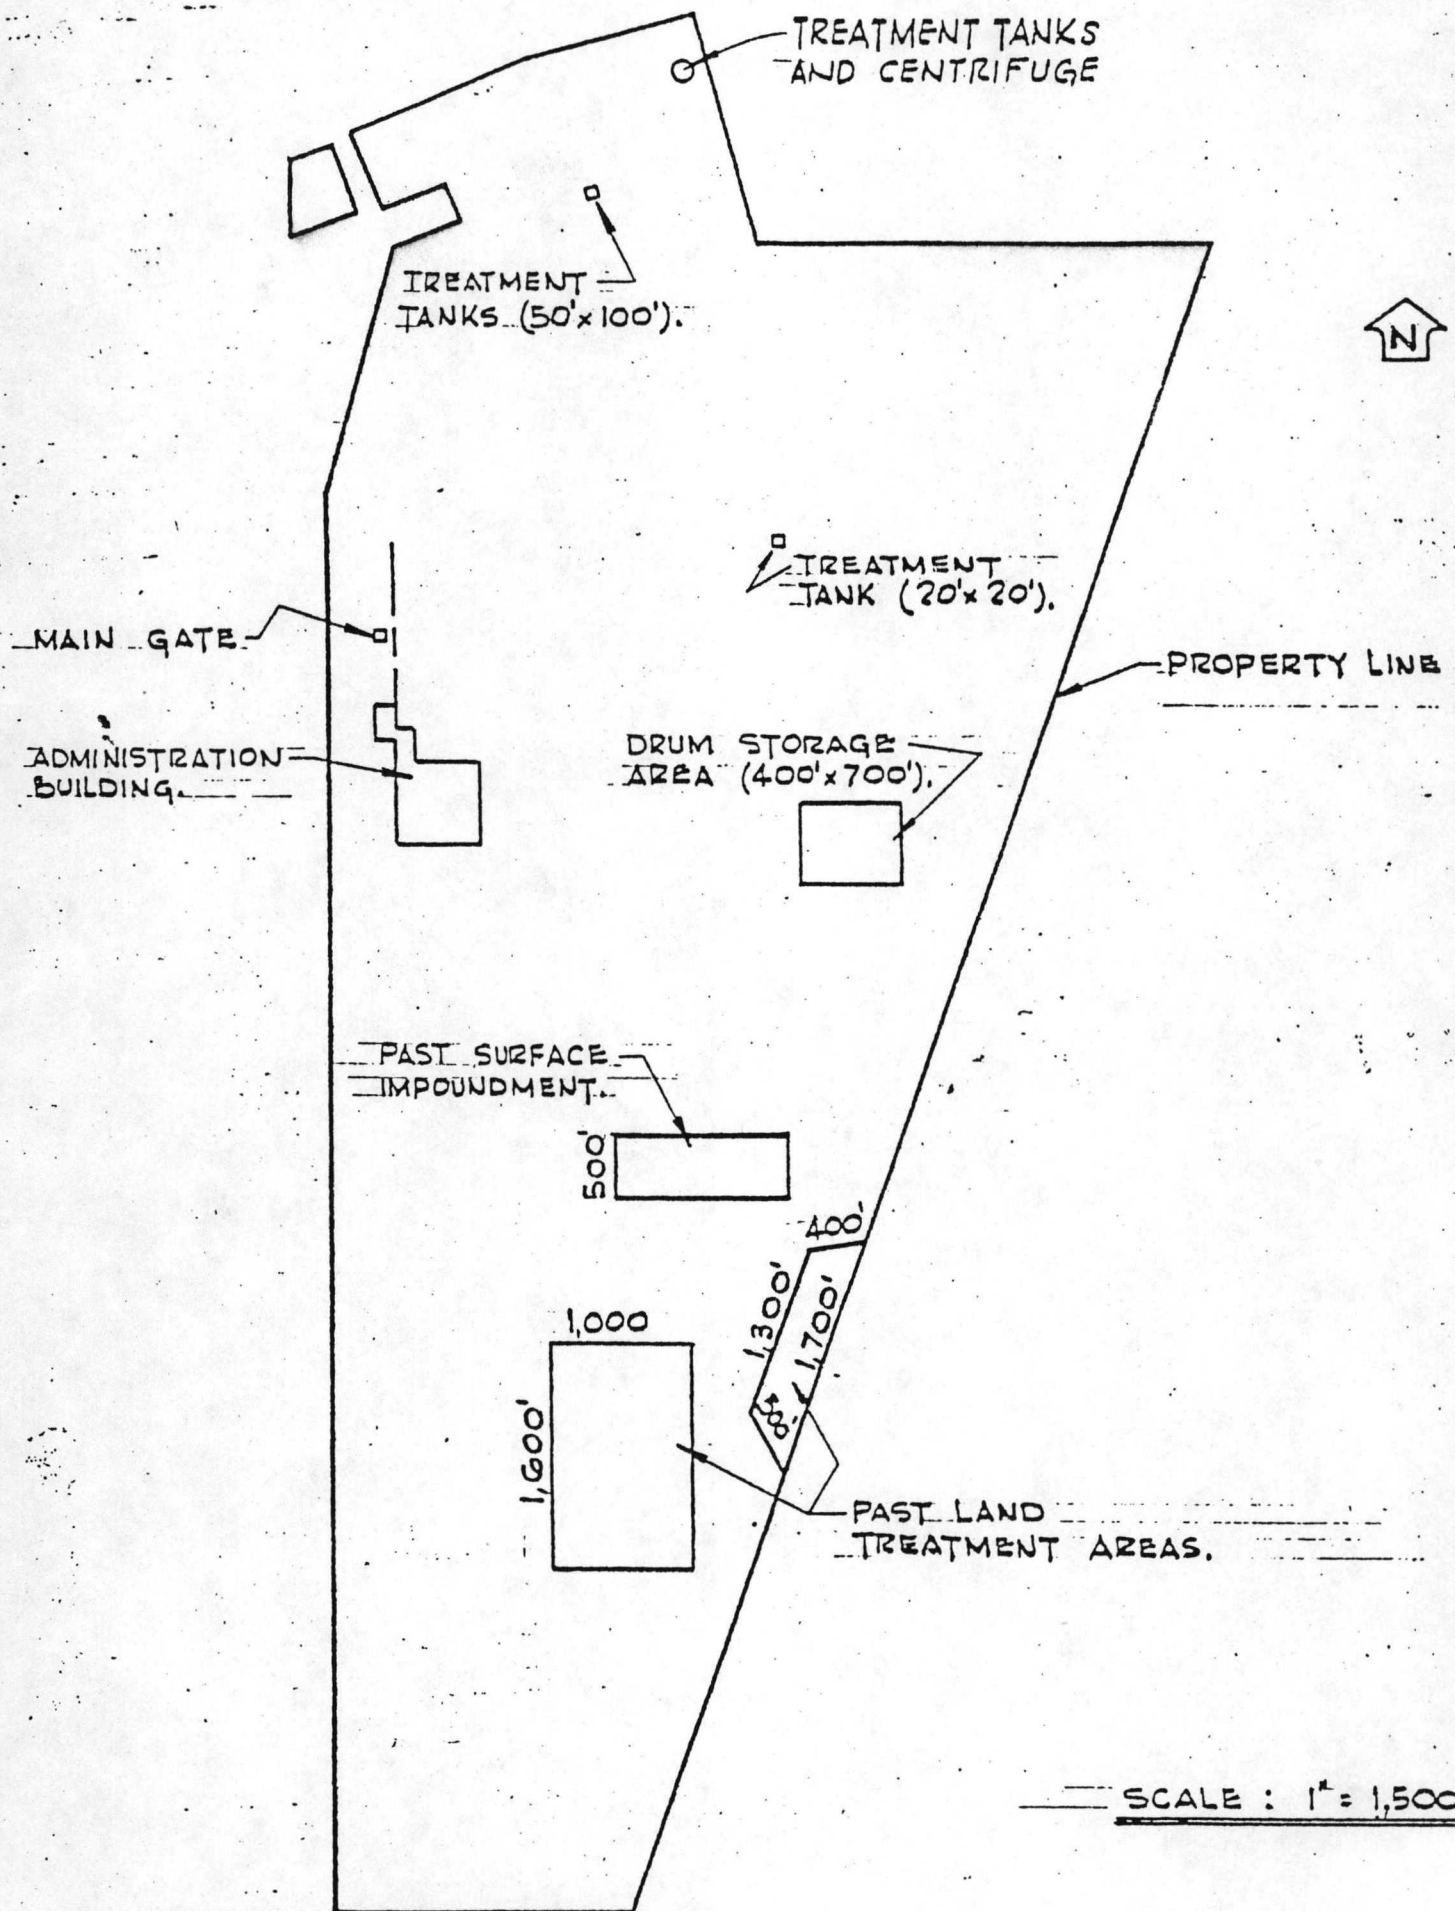 TREATMENT TANKS
AND CENTRIFUGE
TREATMENT
TANKS (50'x100').
N
TREATMENT
TANK (20'x20').
MAIN GATE
PROPERTY LINE
ADMINISTRATION
BUILDING.
DRUM STORAGE
AREA (400'x700').
PAST SURFACE
IMPOUNDMENT.
500'
400'
1,300'
1,700'
500'
1,000
1,600'
PAST LAND
TREATMENT AREAS.
SCALE : 1" = 1,500